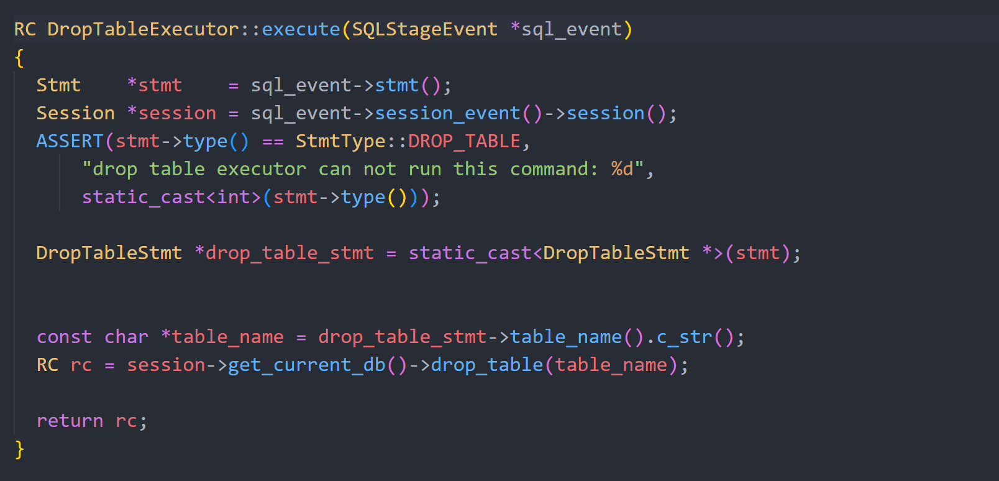 RC DropTableExecutor::execute(SQLStageEvent *sql_event)
{
  Stmt    *stmt    = sql_event->stmt();
  Session *session = sql_event->session_event()->session();
  ASSERT(stmt->type() == StmtType::DROP_TABLE,
      "drop table executor can not run this command: %d",
      static_cast<int>(stmt->type()));
  DropTableStmt *drop_table_stmt = static_cast<DropTableStmt *>(stmt);
  const char *table_name = drop_table_stmt->table_name().c_str();
  RC rc = session->get_current_db()->drop_table(table_name);
  return rc;
}